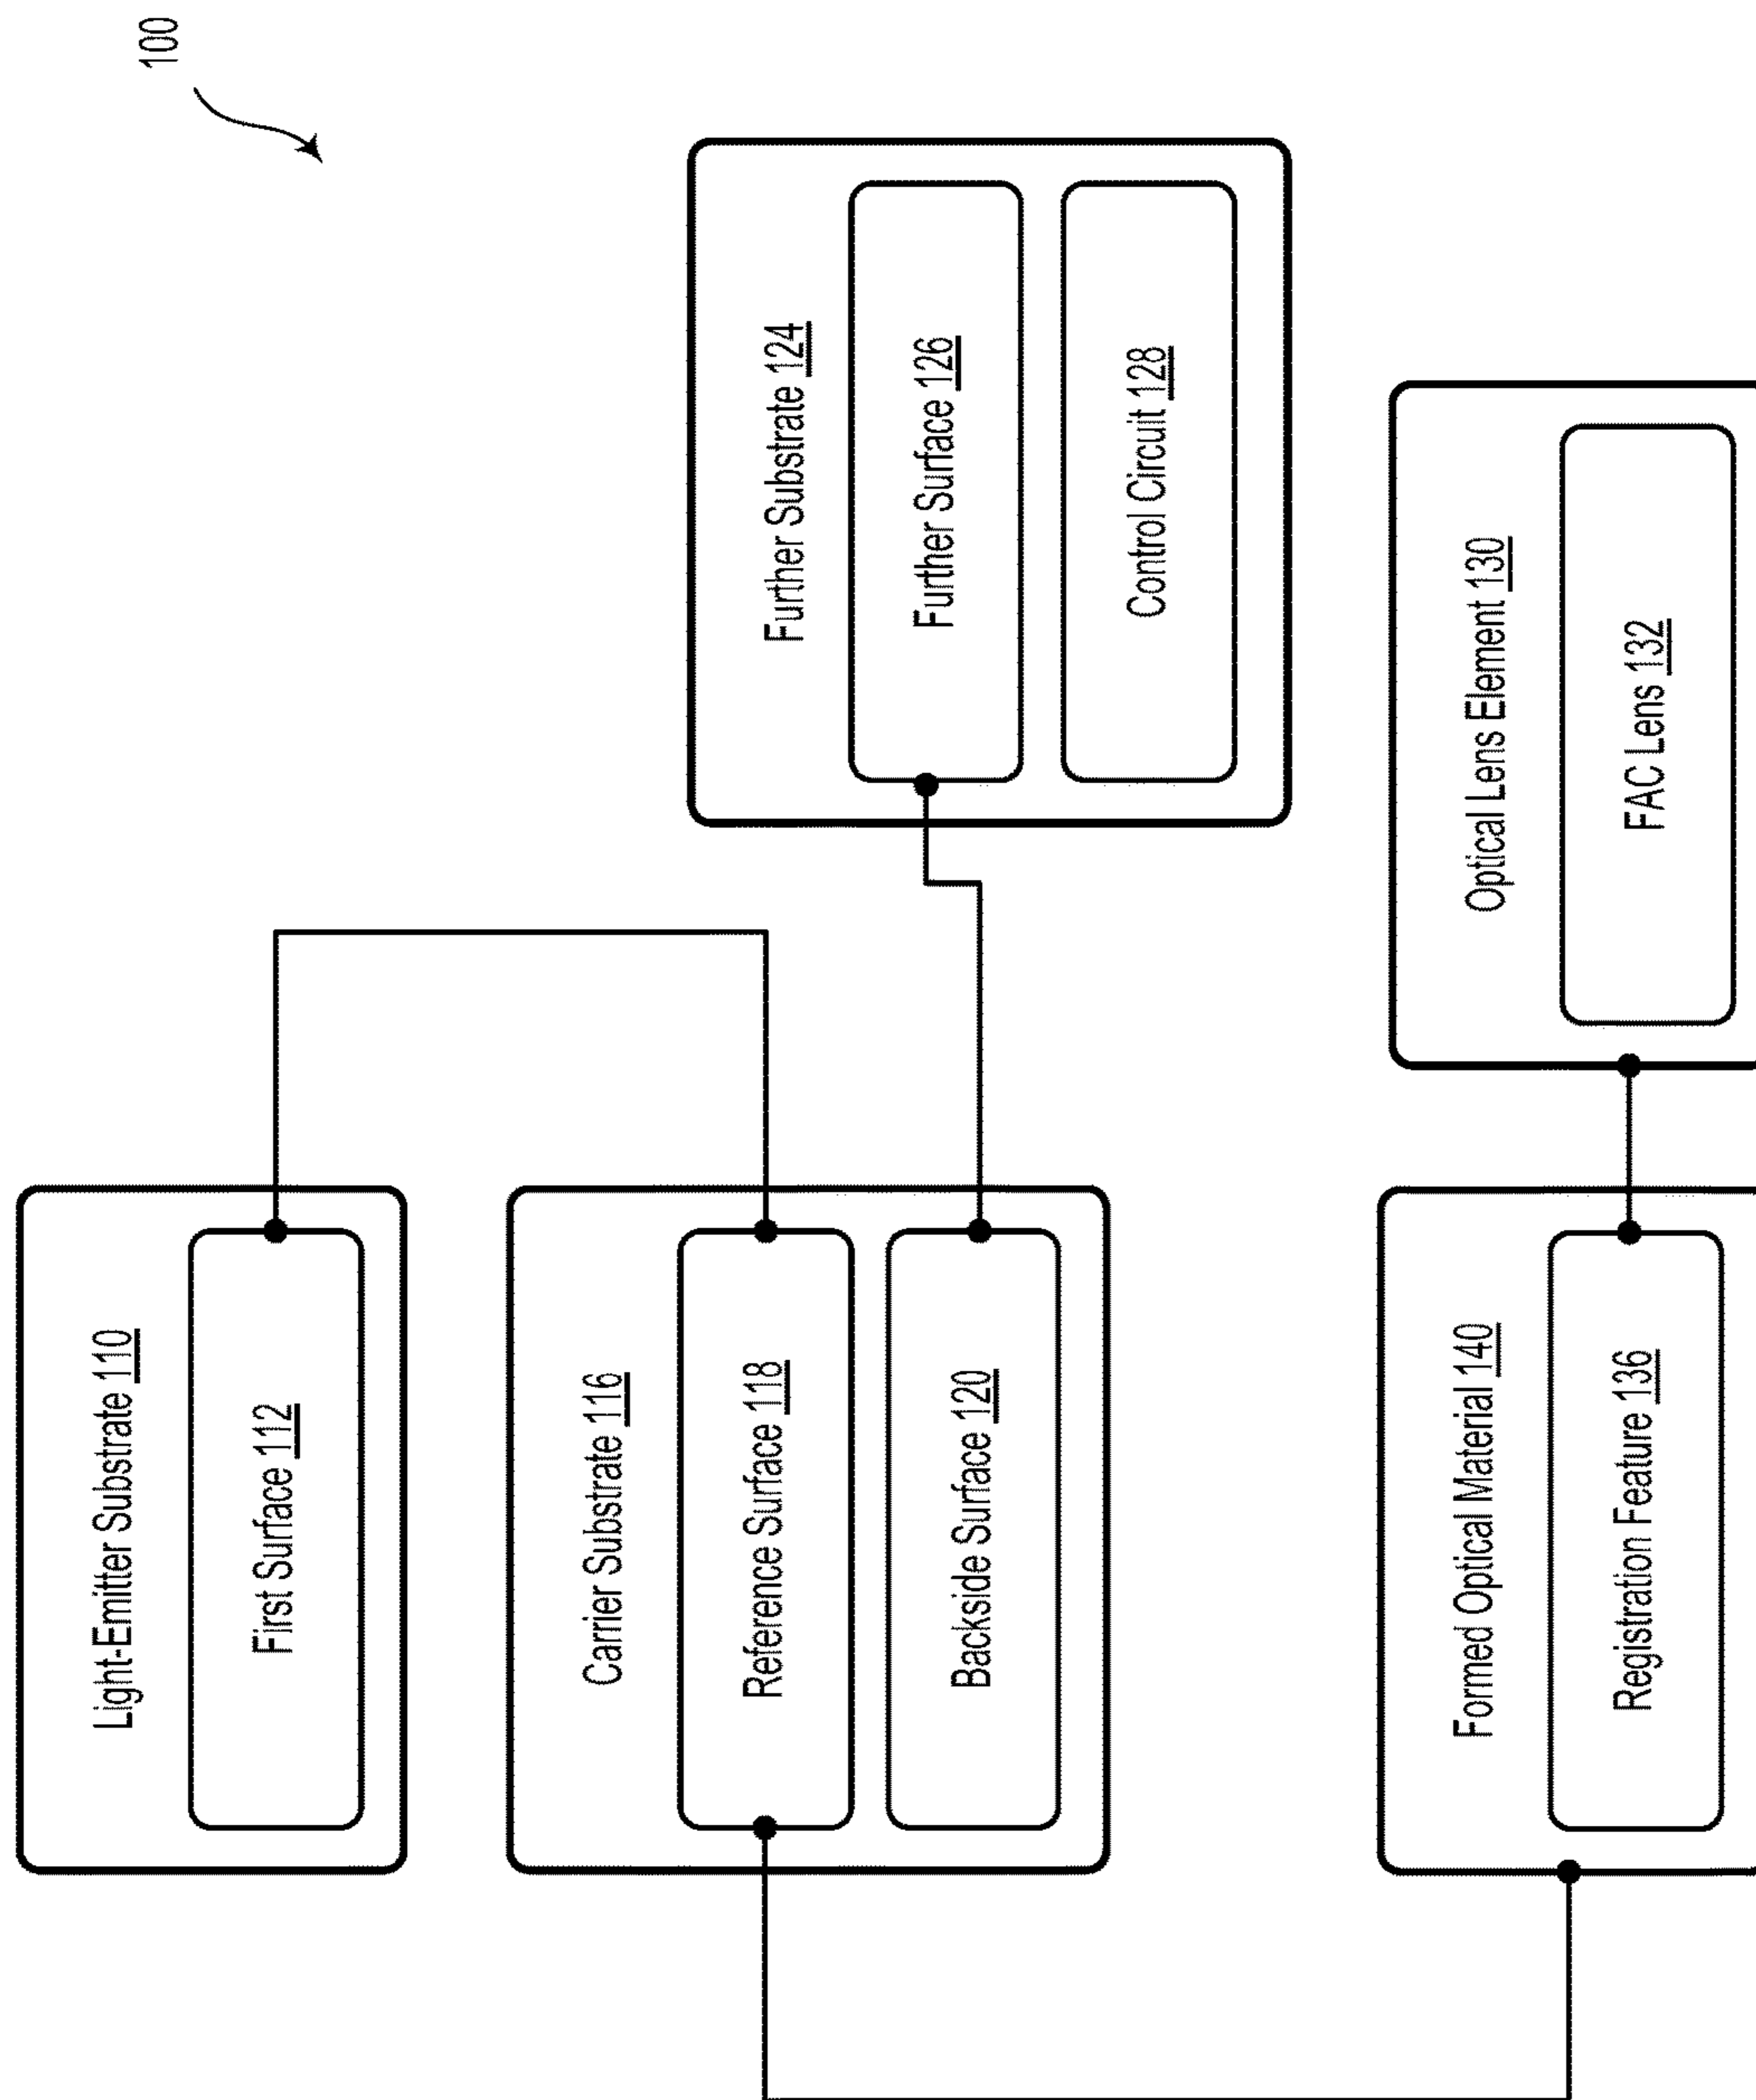 100
Light-Emitter Substrate 110
First Surface 112
Carrier Substrate 116
Reference Surface 118
Backside Surface 120
Further Substrate 124
Further Surface 126
Control Circuit 128
Formed Optical Material 140
Registration Feature 136
Optical Lens Element 130
FAC Lens 132